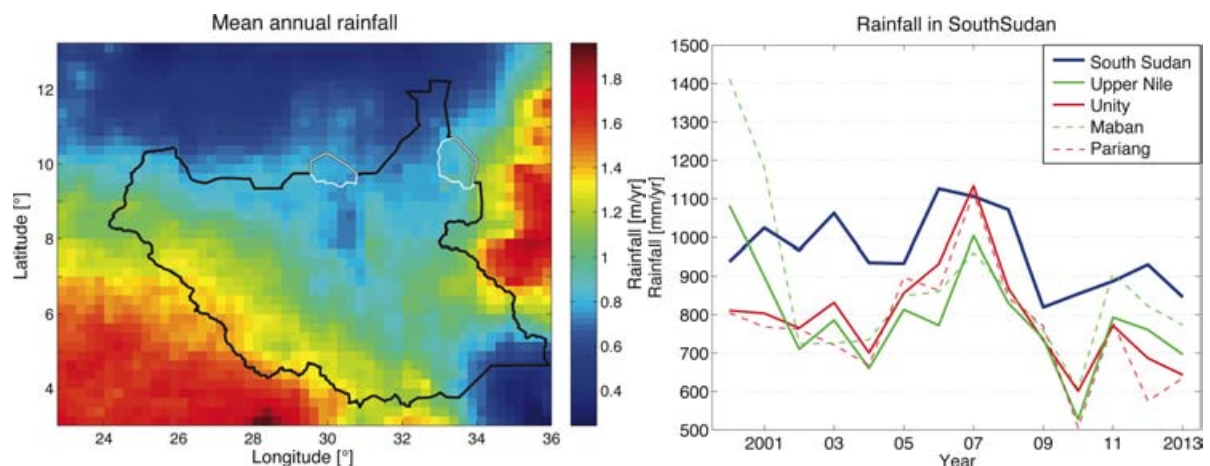 Mean annual rainfall
12
10
8
6
4
24 26 28 30 32 34 36
Latitude [°]
Longitude [°]
1.8
1.6
1.4
1.2
1
0.8
0.6
0.4
Rainfall [m/yr]
Rainfall in SouthSudan
Rainfall [mm/yr]
1500
1400
1300
1200
1100
1000
900
800
700
600
500
South Sudan
Upper Nile
Unity
Maban
Pariang
2001 03 05 07 09 11 2013
Year